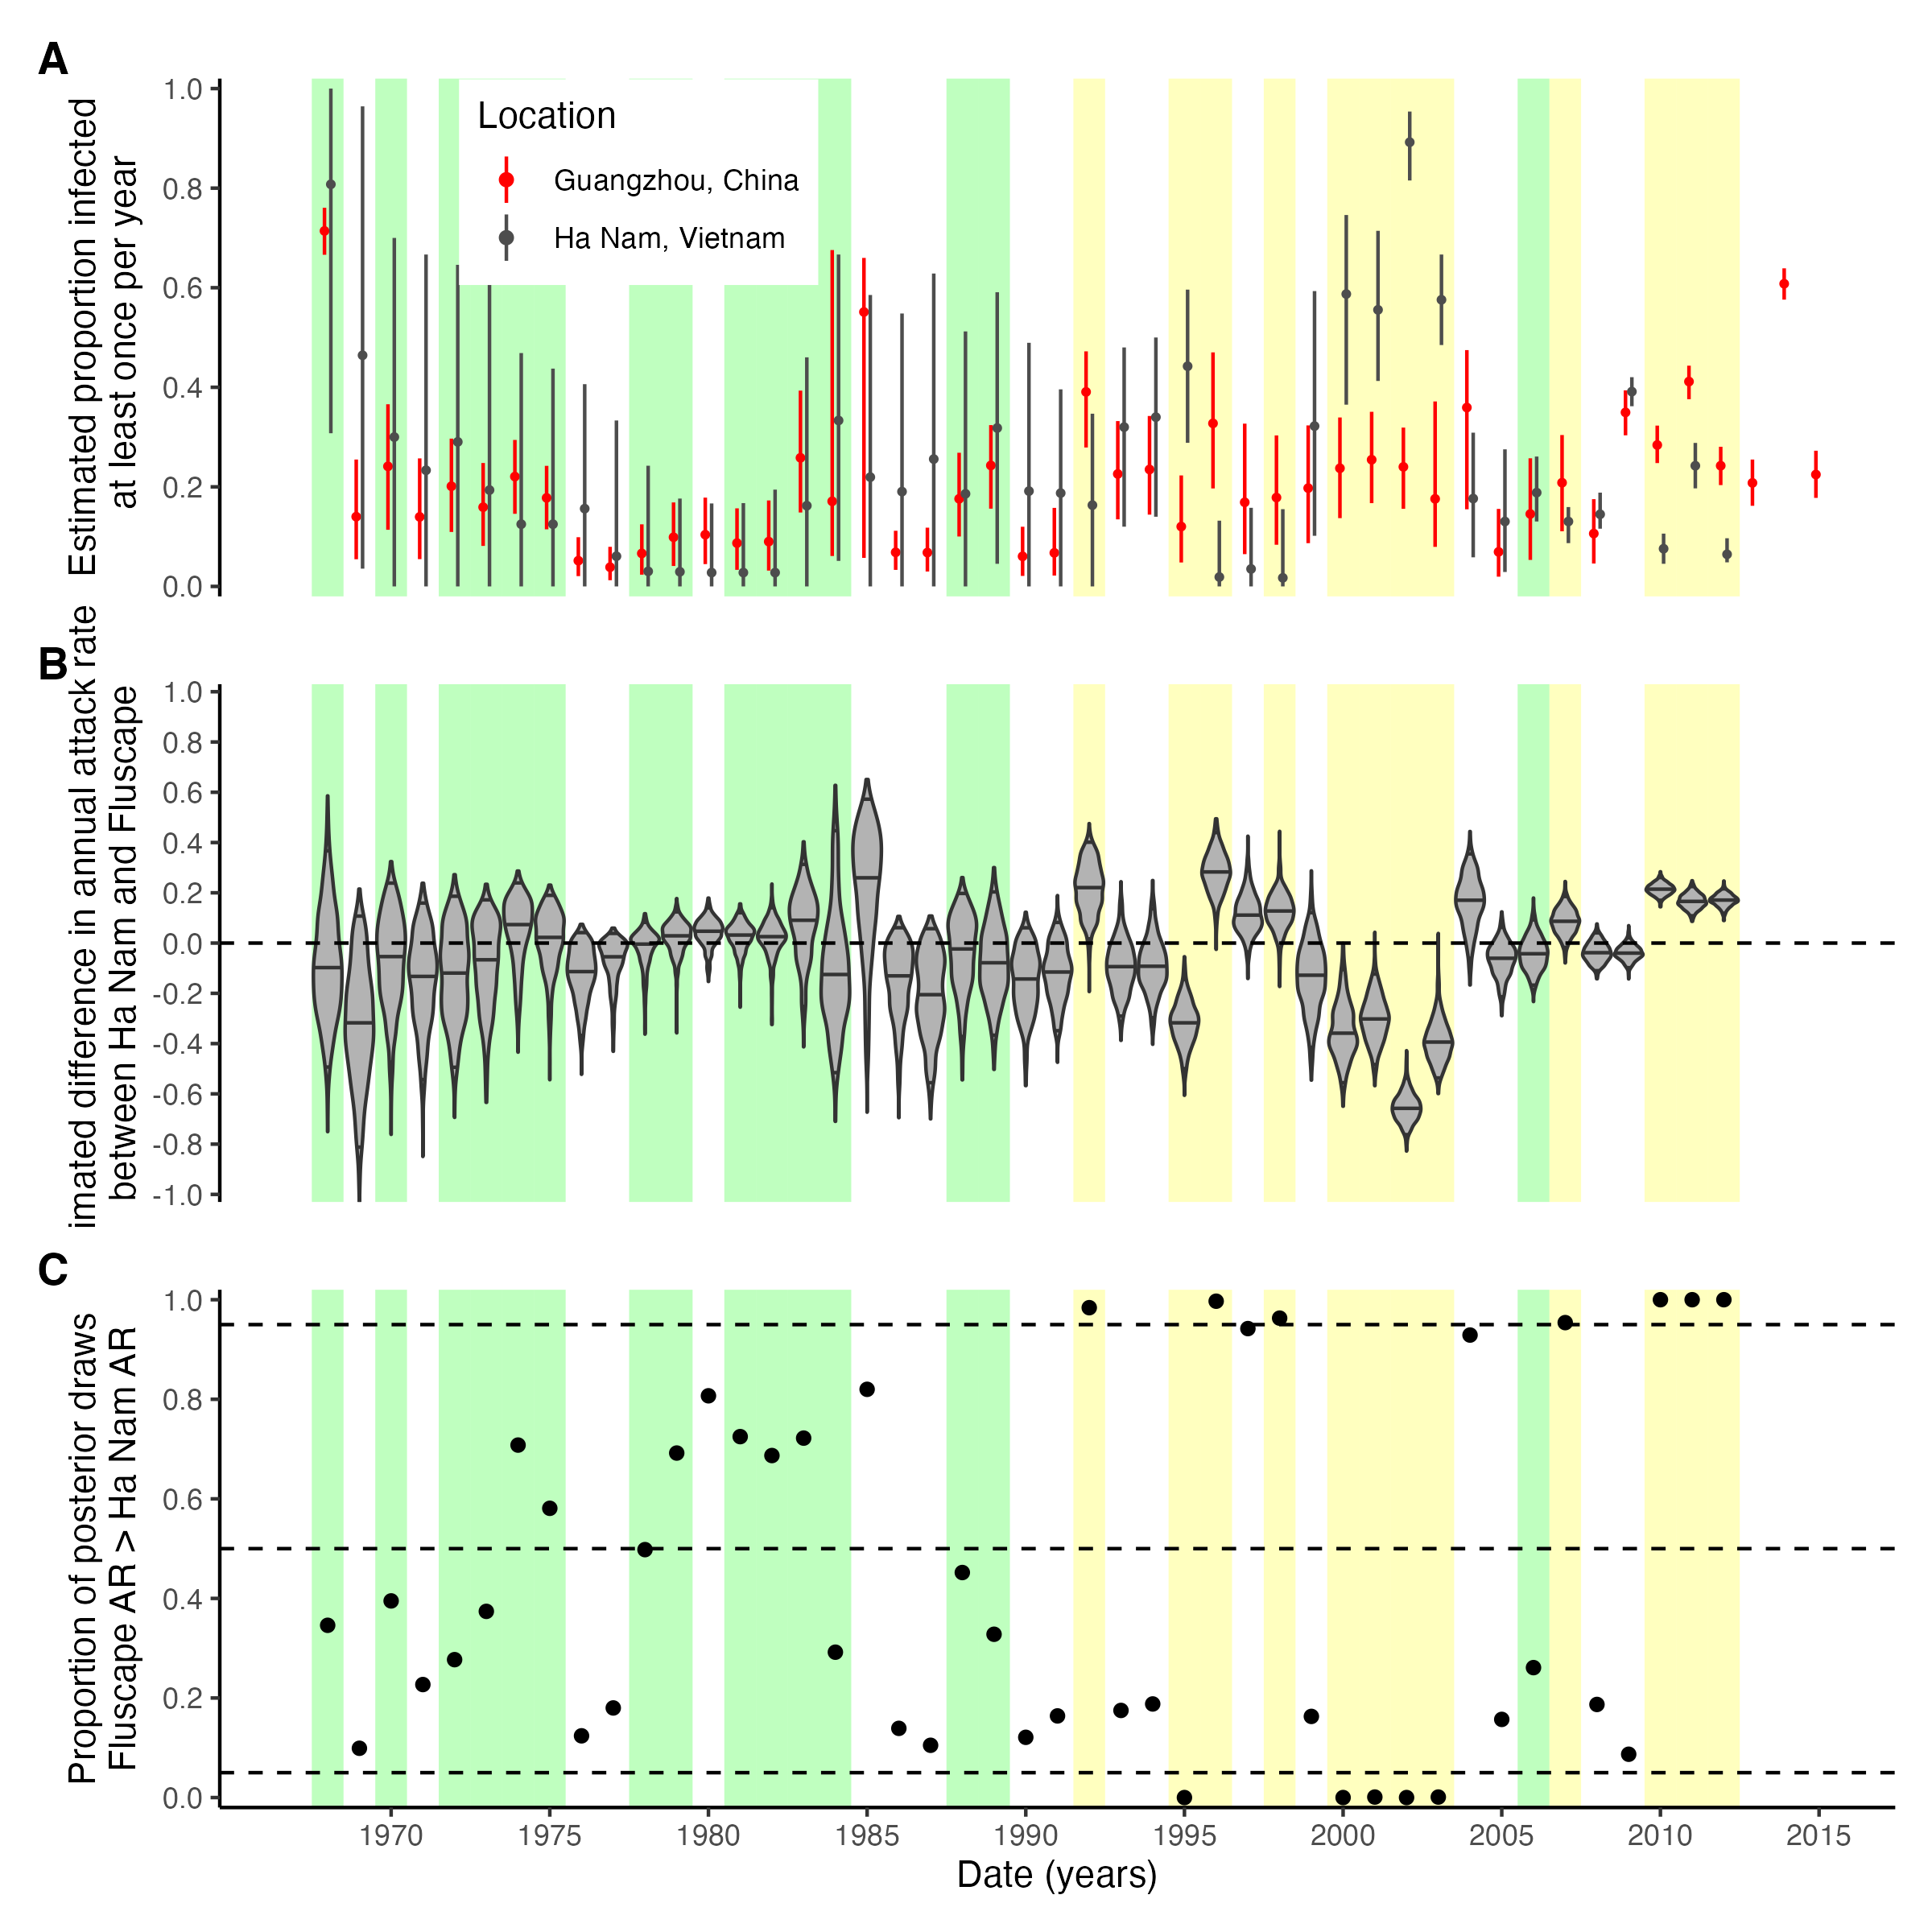 A
Estimated proportion infected
at least once per year
1.0
0.8
0.6
0.4
0.2
0.0
Location
Guangzhou, China
Ha Nam, Vietnam
B
imated difference in annual attack rate
between Ha Nam and Fluscape
1.0
0.8
0.6
0.4
0.2
0.0
-0.2
-0.4
-0.6
-0.8
-1.0
C
Proportion of posterior draws
Fluscape AR > Ha Nam AR
1.0
0.8
0.6
0.4
0.2
0.0
1970 1975 1980 1985 1990 1995 2000 2005 2010 2015
Date (years)